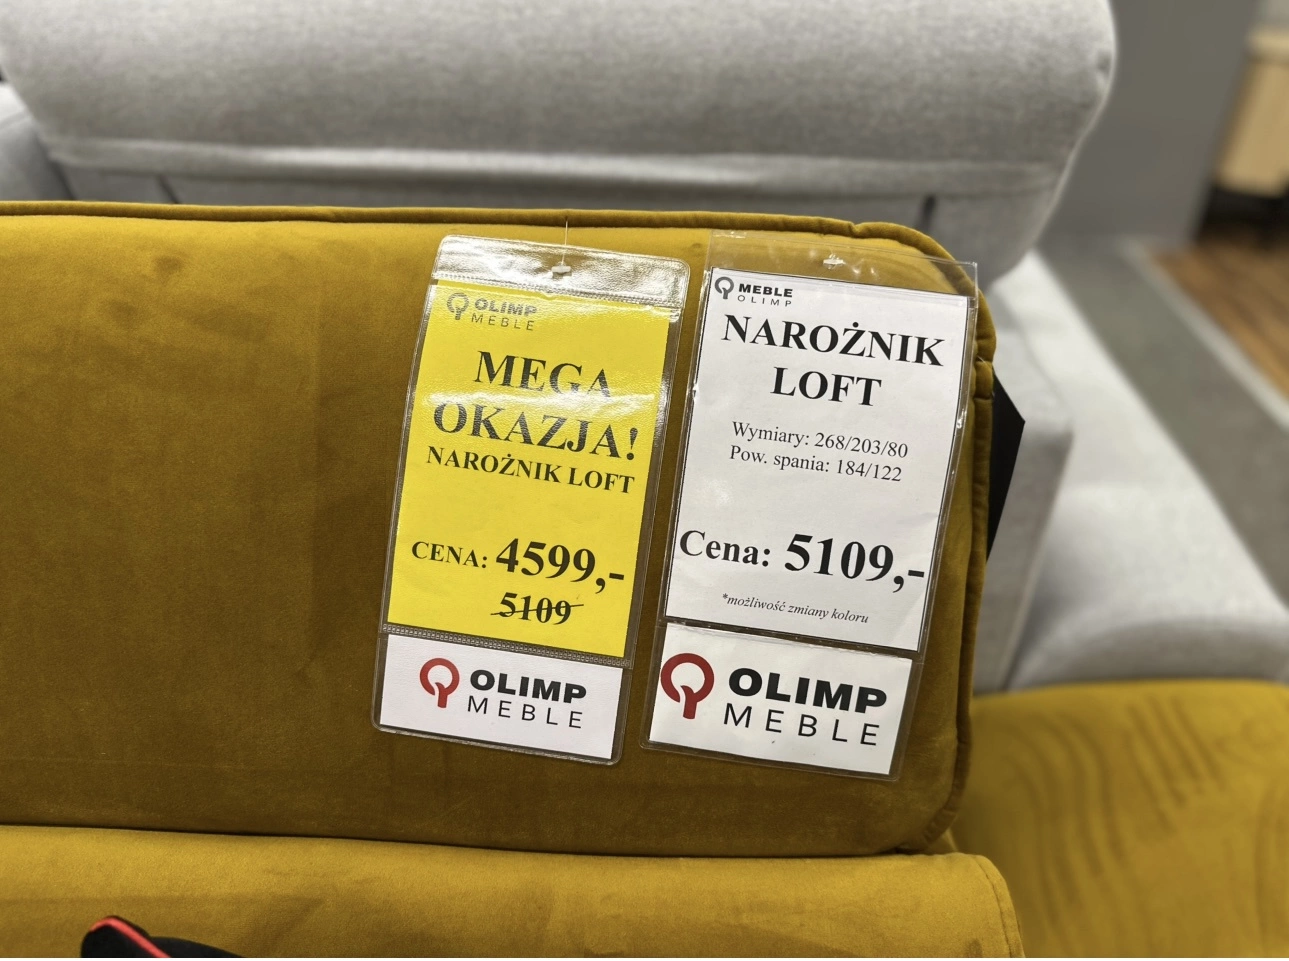 OLIMP
MEBLE
MEGA
OKAZJA!
NAROŻNIK LOFT
CENA: 4599,-
5109
OLIMP
MEBLE
MEBLE
OLIMP
NAROŻNIK
LOFT
Wymiary: 268/203/80
Pow. spania: 184/122
Cena: 5109,-
*możliwość zmiany koloru
OLIMP
MEBLE